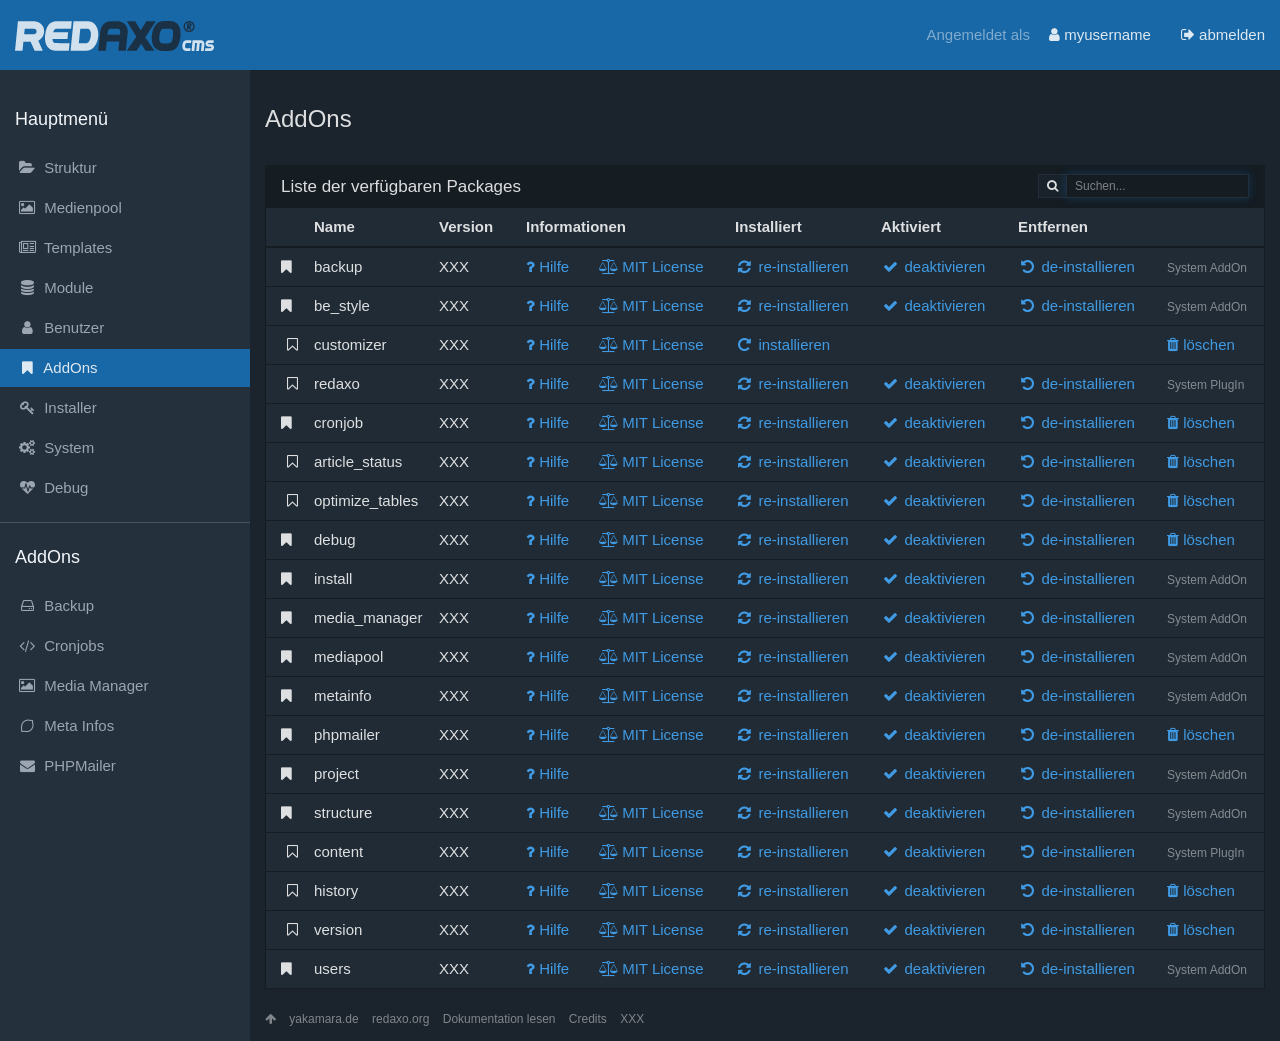 REDAXO® cms
Angemeldet als myusername abmelden
Hauptmenü
Struktur
Medienpool
Templates
Module
Benutzer
AddOns
Installer
System
Debug
AddOns
Backup
Cronjobs
Media Manager
Meta Infos
PHPMailer
AddOns
Liste der verfügbaren Packages Suchen...
Name Version Informationen Installiert Aktiviert Entfernen
backup XXX ? Hilfe MIT License re-installieren deaktivieren de-installieren System AddOn
be_style XXX ? Hilfe MIT License re-installieren deaktivieren de-installieren System AddOn
customizer XXX ? Hilfe MIT License installieren löschen
redaxo XXX ? Hilfe MIT License re-installieren deaktivieren de-installieren System PlugIn
cronjob XXX ? Hilfe MIT License re-installieren deaktivieren de-installieren löschen
article_status XXX ? Hilfe MIT License re-installieren deaktivieren de-installieren löschen
optimize_tables XXX ? Hilfe MIT License re-installieren deaktivieren de-installieren löschen
debug XXX ? Hilfe MIT License re-installieren deaktivieren de-installieren löschen
install XXX ? Hilfe MIT License re-installieren deaktivieren de-installieren System AddOn
media_manager XXX ? Hilfe MIT License re-installieren deaktivieren de-installieren System AddOn
mediapool XXX ? Hilfe MIT License re-installieren deaktivieren de-installieren System AddOn
metainfo XXX ? Hilfe MIT License re-installieren deaktivieren de-installieren System AddOn
phpmailer XXX ? Hilfe MIT License re-installieren deaktivieren de-installieren löschen
project XXX ? Hilfe re-installieren deaktivieren de-installieren System AddOn
structure XXX ? Hilfe MIT License re-installieren deaktivieren de-installieren System AddOn
content XXX ? Hilfe MIT License re-installieren deaktivieren de-installieren System PlugIn
history XXX ? Hilfe MIT License re-installieren deaktivieren de-installieren löschen
version XXX ? Hilfe MIT License re-installieren deaktivieren de-installieren löschen
users XXX ? Hilfe MIT License re-installieren deaktivieren de-installieren System AddOn
yakamara.de redaxo.org Dokumentation lesen Credits XXX